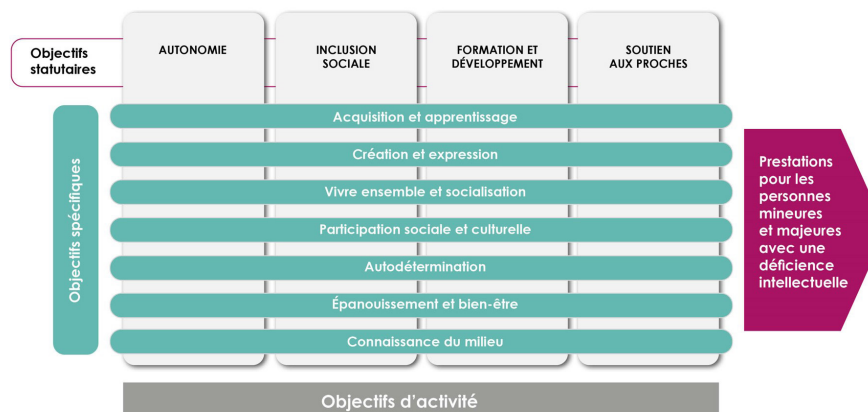 Objectifs
statutaires
AUTONOMIE
INCLUSION
SOCIALE
FORMATION ET
DÉVELOPPEMENT
SOUTIEN
AUX PROCHES
Objectifs spécifiques
Acquisition et apprentissage
Création et expression
Vivre ensemble et socialisation
Participation sociale et culturelle
Autodétermination
Épanouissement et bien-être
Connaissance du milieu
Prestations
pour les
personnes
mineures
et majeures
avec une
déficience
intellectuelle
Objectifs d'activité